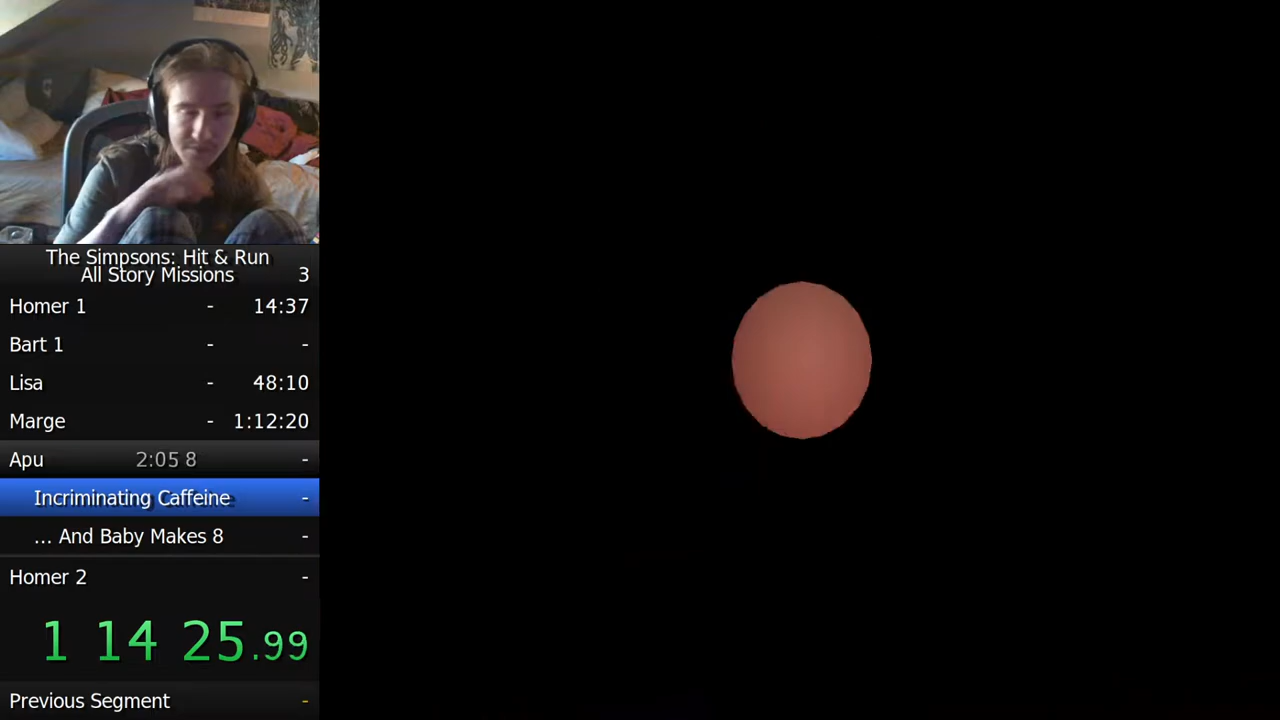 The Simpsons: Hit & Run
All Story Missions 3
Homer 1 - 14:37
Bart 1 - -
Lisa - 48:10
Marge - 1:12:20
Apu 2:05 8 -
Incriminating Caffeine -
... And Baby Makes 8 -
Homer 2 -
1 14 25.99
Previous Segment -